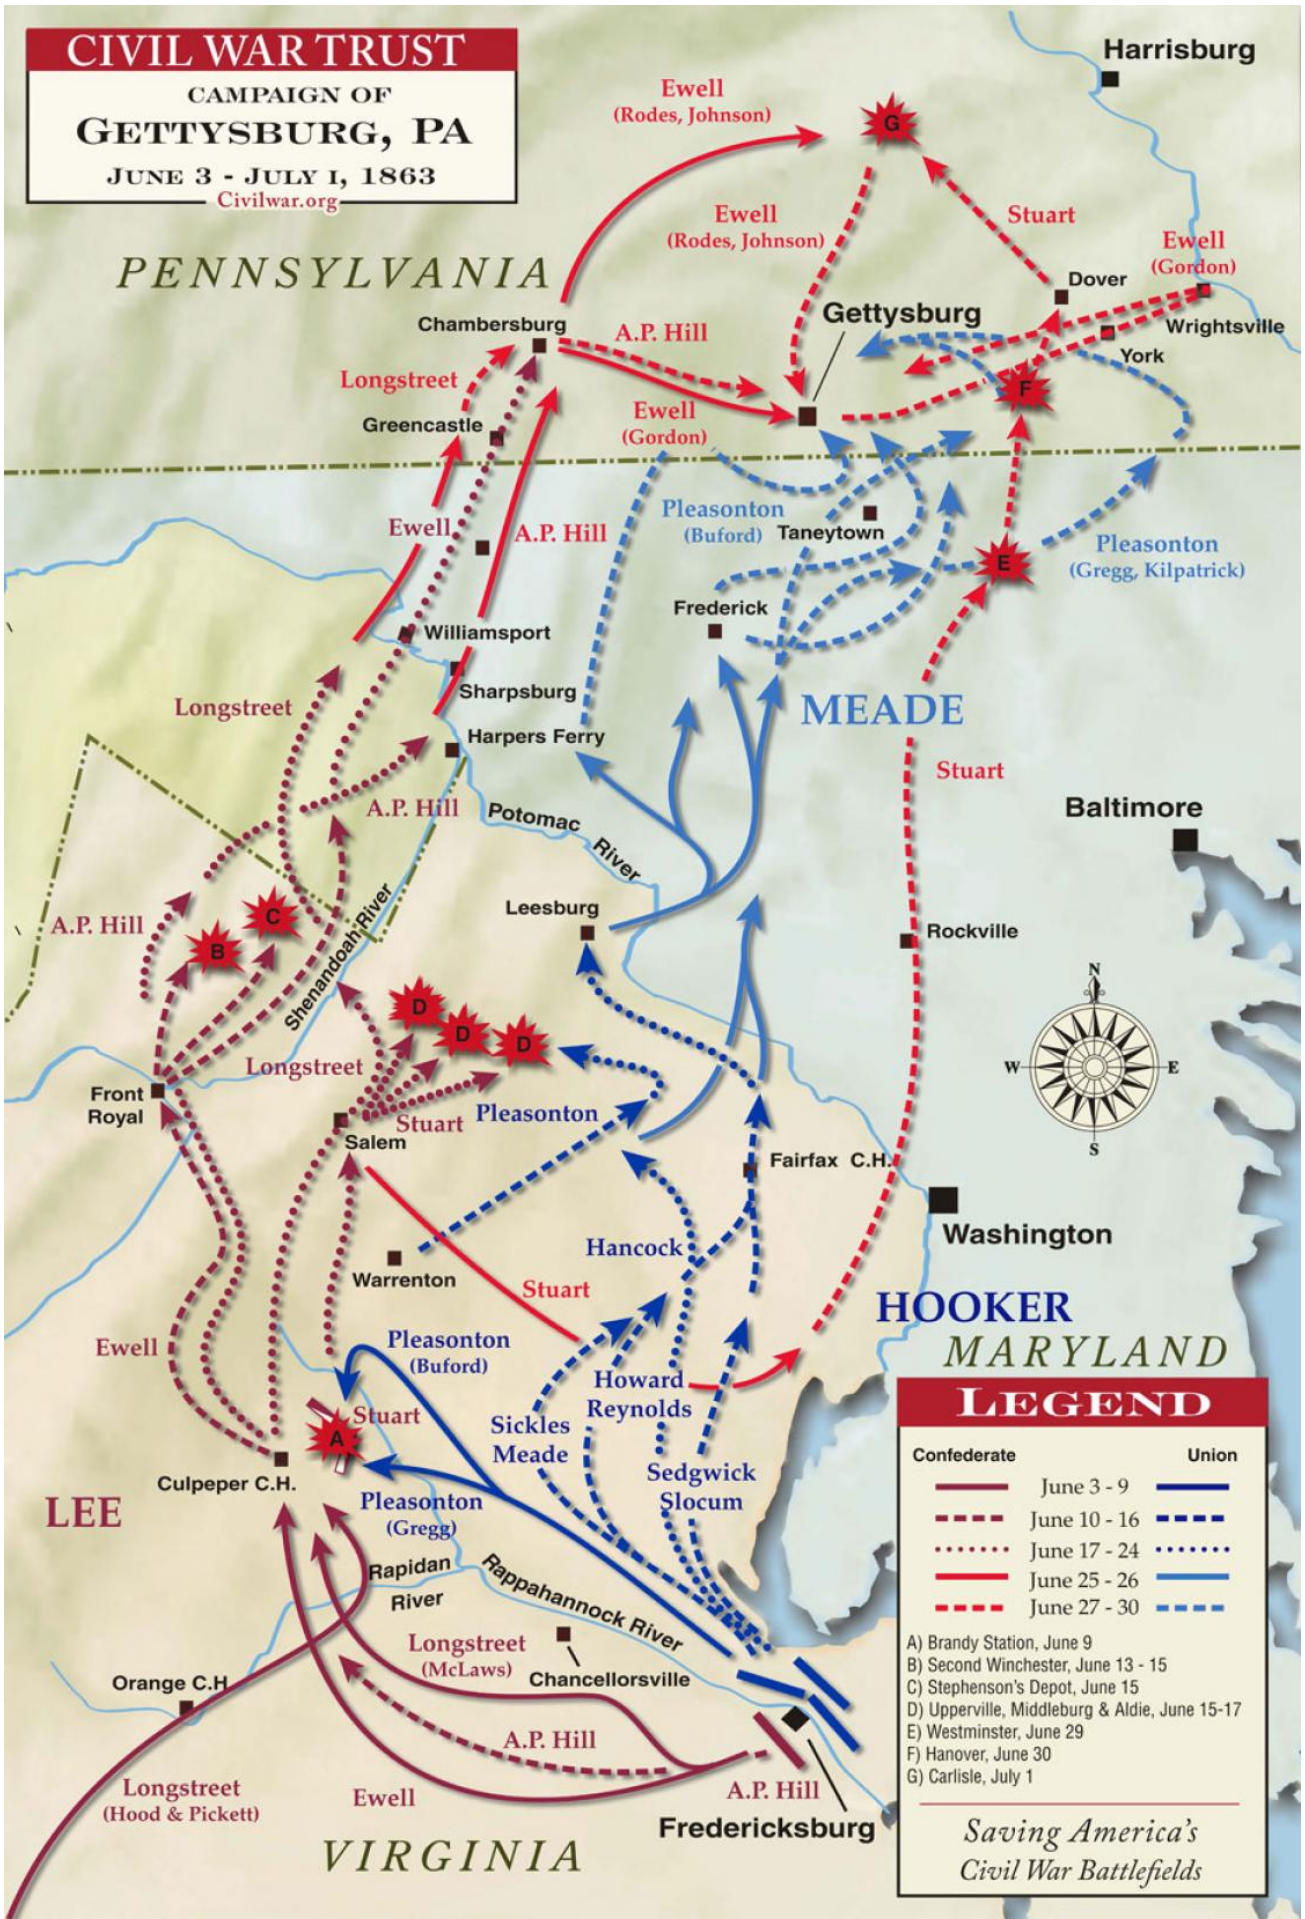 CIVIL WAR TRUST
CAMPAIGN OF
GETTYSBURG, PA
JUNE 3 - JULY 1, 1863
Civilwar.org
Harrisburg
Ewell
(Rodes, Johnson)
G
Ewell
(Rodes, Johnson)
Stuart
Ewell
(Gordon)
PENNSYLVANIA
Dover
Gettysburg
Wrightsville
Chambersburg
A.P. Hill
York
Longstreet
F
Greencastle
Ewell
(Gordon)
Ewell
A.P. Hill
Pleasonton
(Buford)
Taneytown
Pleasonton
(Gregg, Kilpatrick)
E
Frederick
Williamsport
Sharpsburg
Longstreet
MEADE
Harpers Ferry
Stuart
A.P. Hill
Potomac
River
Baltimore
Leesburg
A.P. Hill
C
B
Shenandoah River
Rockville
N
W
E
S
D
D
D
Longstreet
Front
Royal
Stuart
Pleasonton
Salem
Fairfax C.H.
Washington
Hancock
Warrenton
Stuart
HOOKER
MARYLAND
Ewell
Pleasonton
(Buford)
Howard
Reynolds
Stuart
A
Sickles
Meade
Culpeper C.H.
Sedgwick
Slocum
LEE
Pleasonton
(Gregg)
Rapidan
River
Rappahannock River
Longstreet
(McLaws)
Chancellorsville
Orange C.H
A.P. Hill
Longstreet
(Hood & Pickett)
Ewell
A.P. Hill
Fredericksburg
VIRGINIA
LEGEND
Confederate Union
June 3 - 9
June 10 - 16
June 17 - 24
June 25 - 26
June 27 - 30
A) Brandy Station, June 9
B) Second Winchester, June 13 - 15
C) Stephenson's Depot, June 15
D) Upperville, Middleburg & Aldie, June 15-17
E) Westminster, June 29
F) Hanover, June 30
G) Carlisle, July 1
Saving America's
Civil War Battlefields